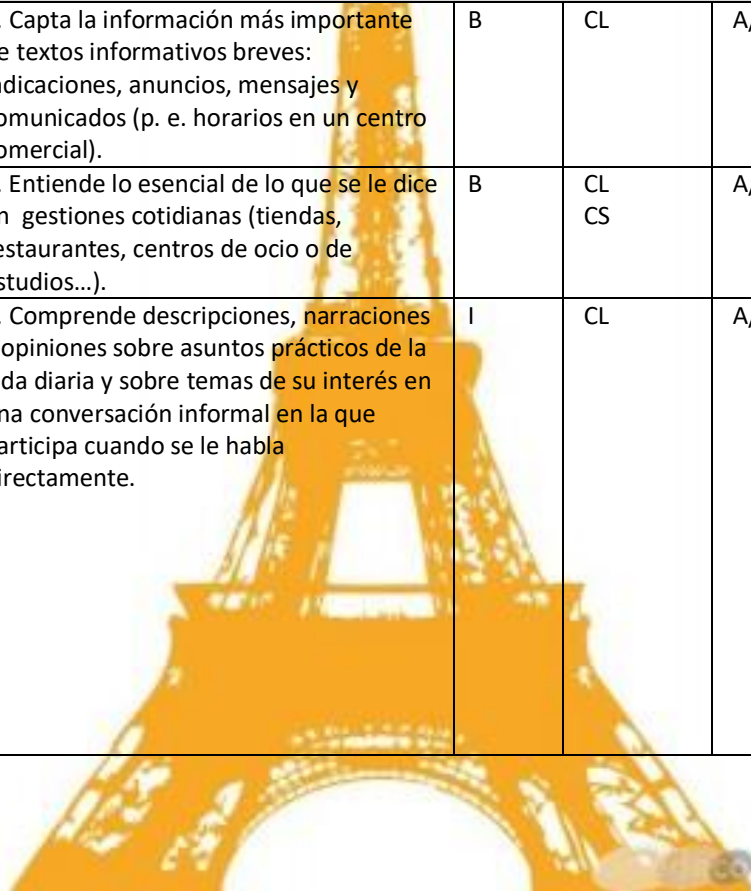 . Capta la información más importante B CL A/
e textos informativos breves:
ndicaciones, anuncios, mensajes y
omunicados (p. e. horarios en un centro
omercial).
. Entiende lo esencial de lo que se le dice B CL A/
n gestiones cotidianas (tiendas, CS
estaurantes, centros de ocio o de
studios…).
. Comprende descripciones, narraciones I CL A/
opiniones sobre asuntos prácticos de la
ida diaria y sobre temas de su interés en
na conversación informal en la que
articipa cuando se le habla
irectamente.